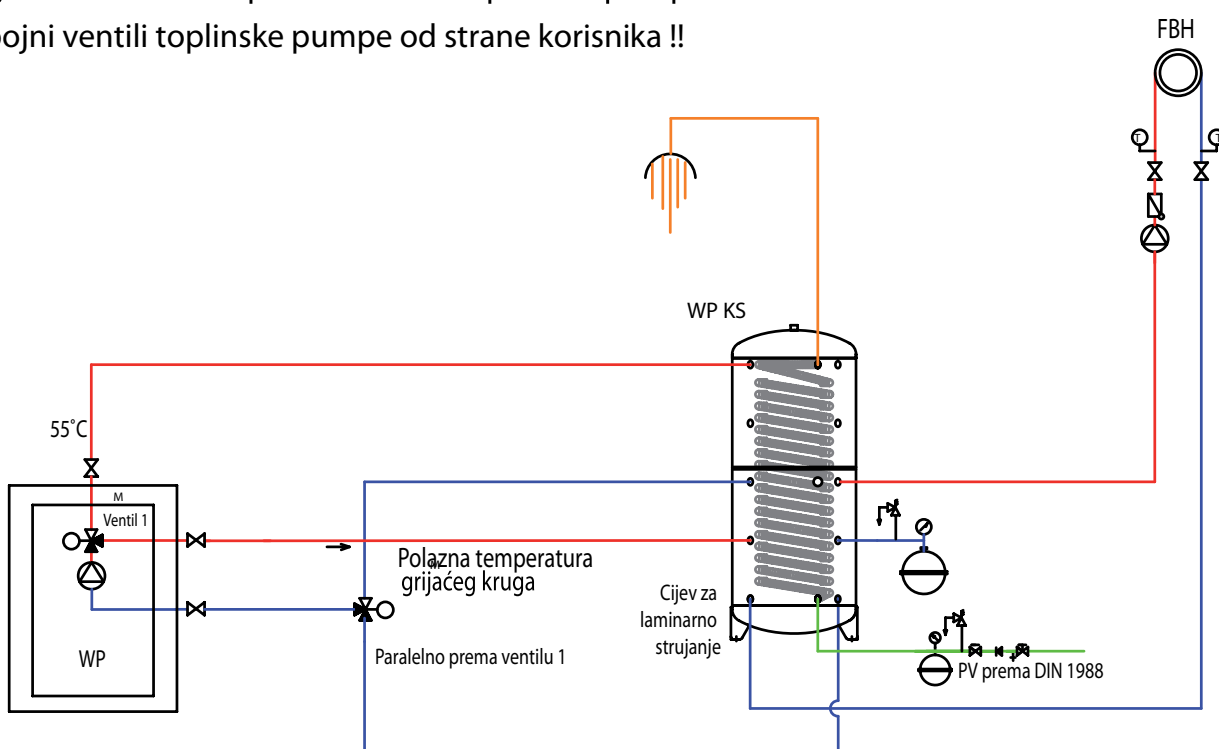 ojni ventili toplinske pumpe od strane korisnika !!
FBH
T
T
WP KS
55°C
M
Ventil 1
Polazna temperatura
M
grijaćeg kruga
Cijev za
laminarno
strujanje
WP
Paralelno prema ventilu 1
PV prema DIN 1988